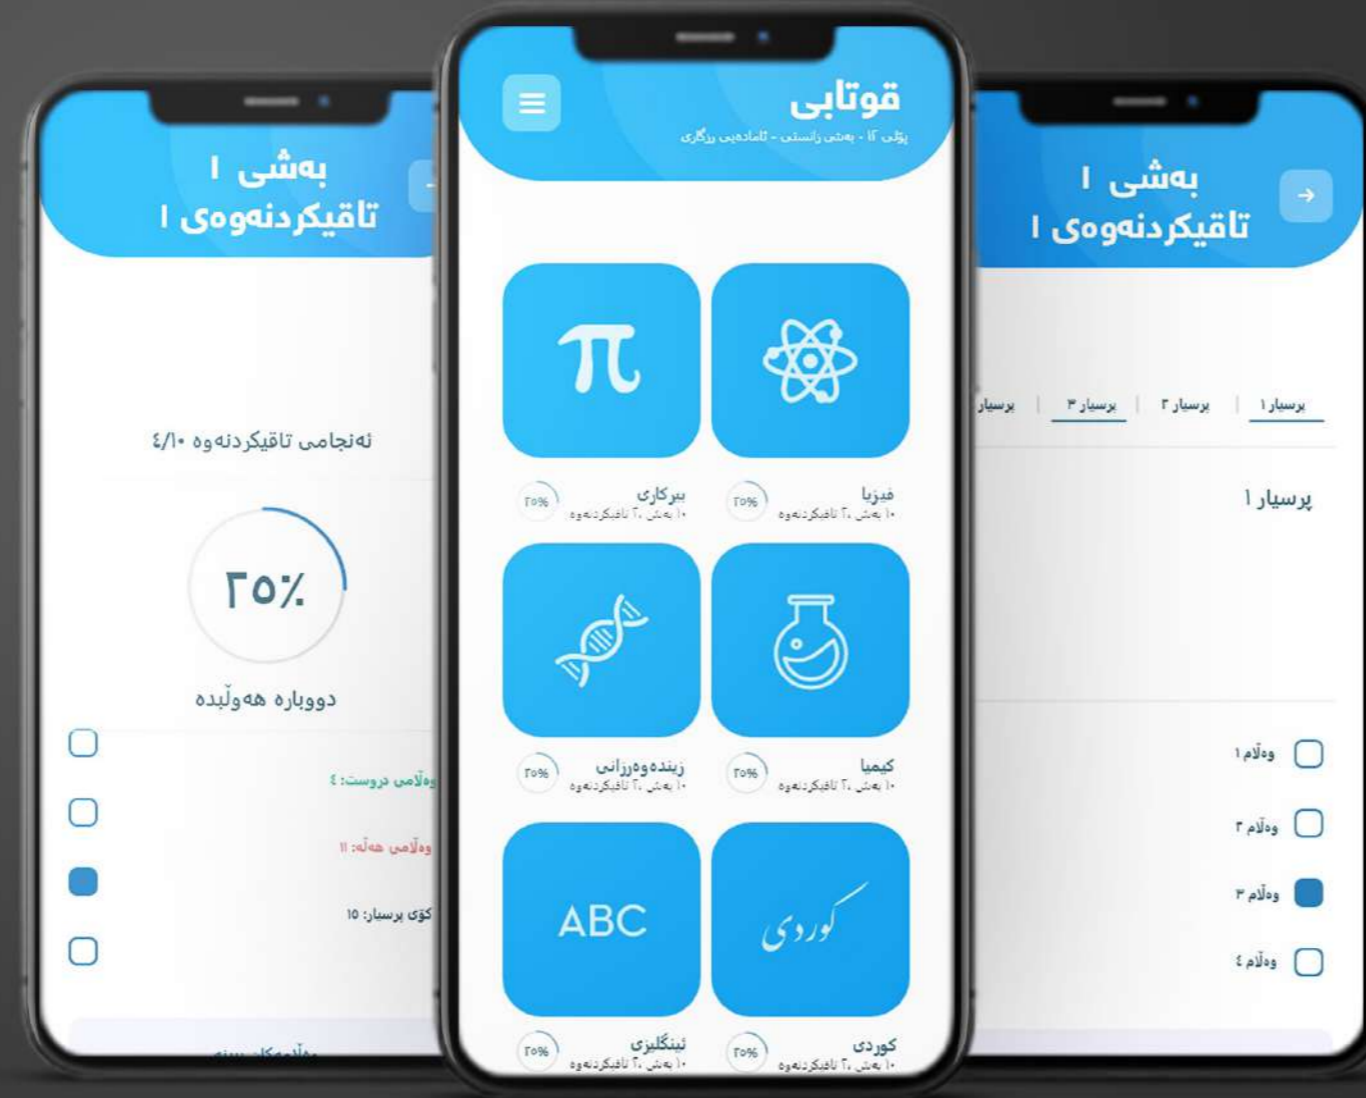 بەشی ١
تاقیکردنەوەی ١
ئەنجامی تاقیکردنەوە ٤/١٠
٢٥٪
دووبارە هەوڵبدە
وەڵامی دروست: ٤
وەڵامی هەڵە: ١١
کۆی پرسیار: ١٥
قوتابی
پۆلی ١٢ - بەشی زانستی - ئامادەیی رزگاری
π
فیزیا
١٠ بەش ،٢ تاقیکردنەوە
٢٥%
بیرکاری
١٠ بەش ،٢ تاقیکردنەوە
٢٥%
کیمیا
١٠ بەش ،٢ تاقیکردنەوە
٢٥%
زیندەوەرزانی
١٠ بەش ،٢ تاقیکردنەوە
٢٥%
کوردی
ABC
کوردی
١٠ بەش ،٢ تاقیکردنەوە
٢٥%
ئینگلیزی
١٠ بەش ،٢ تاقیکردنەوە
٢٥%
بەشی ١
تاقیکردنەوەی ١
پرسیار ١ | پرسیار ٢ | پرسیار ٣ | پرسیار
پرسیار ١
وەڵام ١
وەڵام ٢
وەڵام ٣
وەڵام ٤